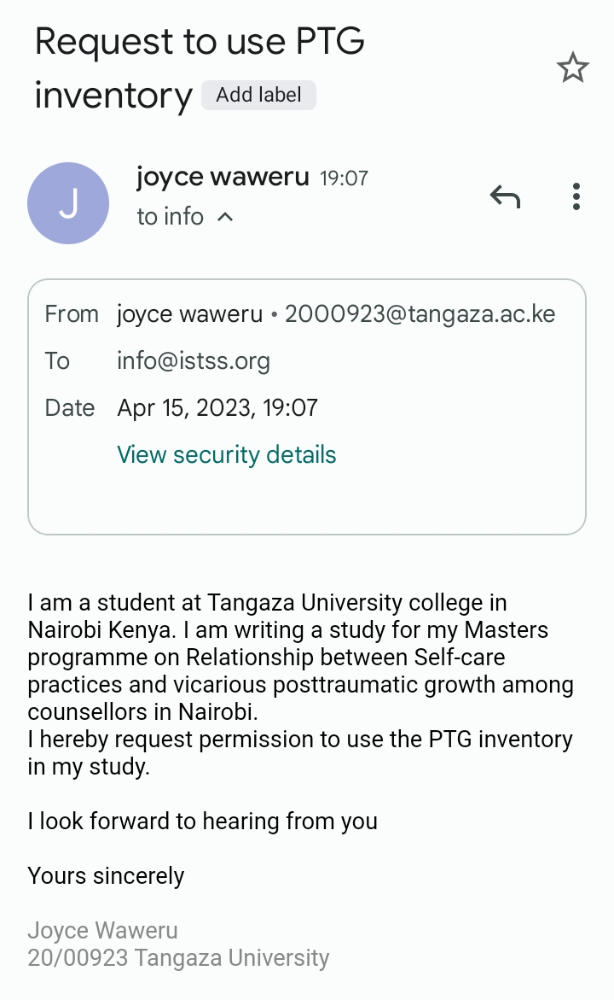 Request to use PTG
inventory Add label
joyce waweru 19:07
J
to info
From joyce waweru • 2000923@tangaza.ac.ke
To info@istss.org
Date Apr 15, 2023, 19:07
View security details
I am a student at Tangaza University college in
Nairobi Kenya. I am writing a study for my Masters
programme on Relationship between Self-care
practices and vicarious posttraumatic growth among
counsellors in Nairobi.
I hereby request permission to use the PTG inventory
in my study.
I look forward to hearing from you
Yours sincerely
Joyce Waweru
20/00923 Tangaza University